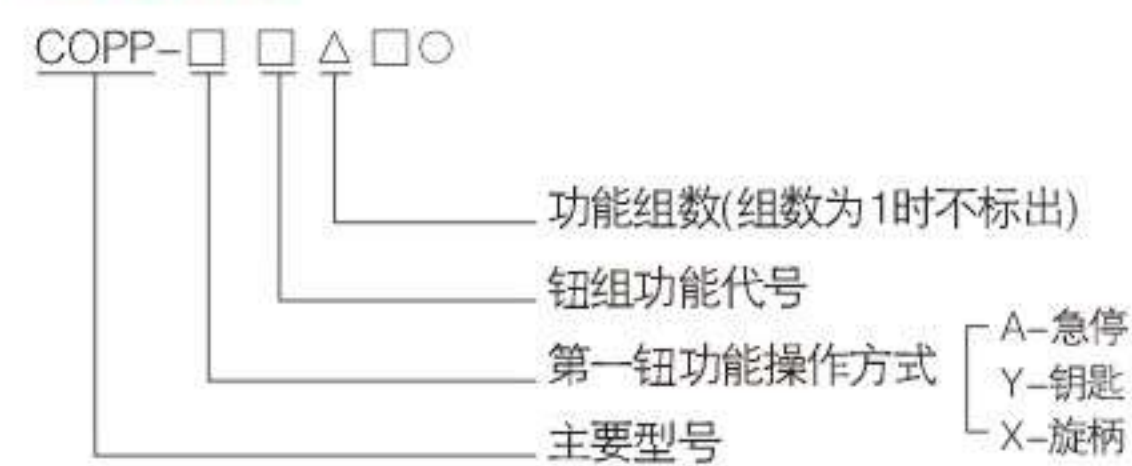 COPP-□ □ △ □○
功能组数(组数为1时不标出)
钮组功能代号
第一钮功能操作方式
A-急停
Y-钥匙
X-旋柄
主要型号